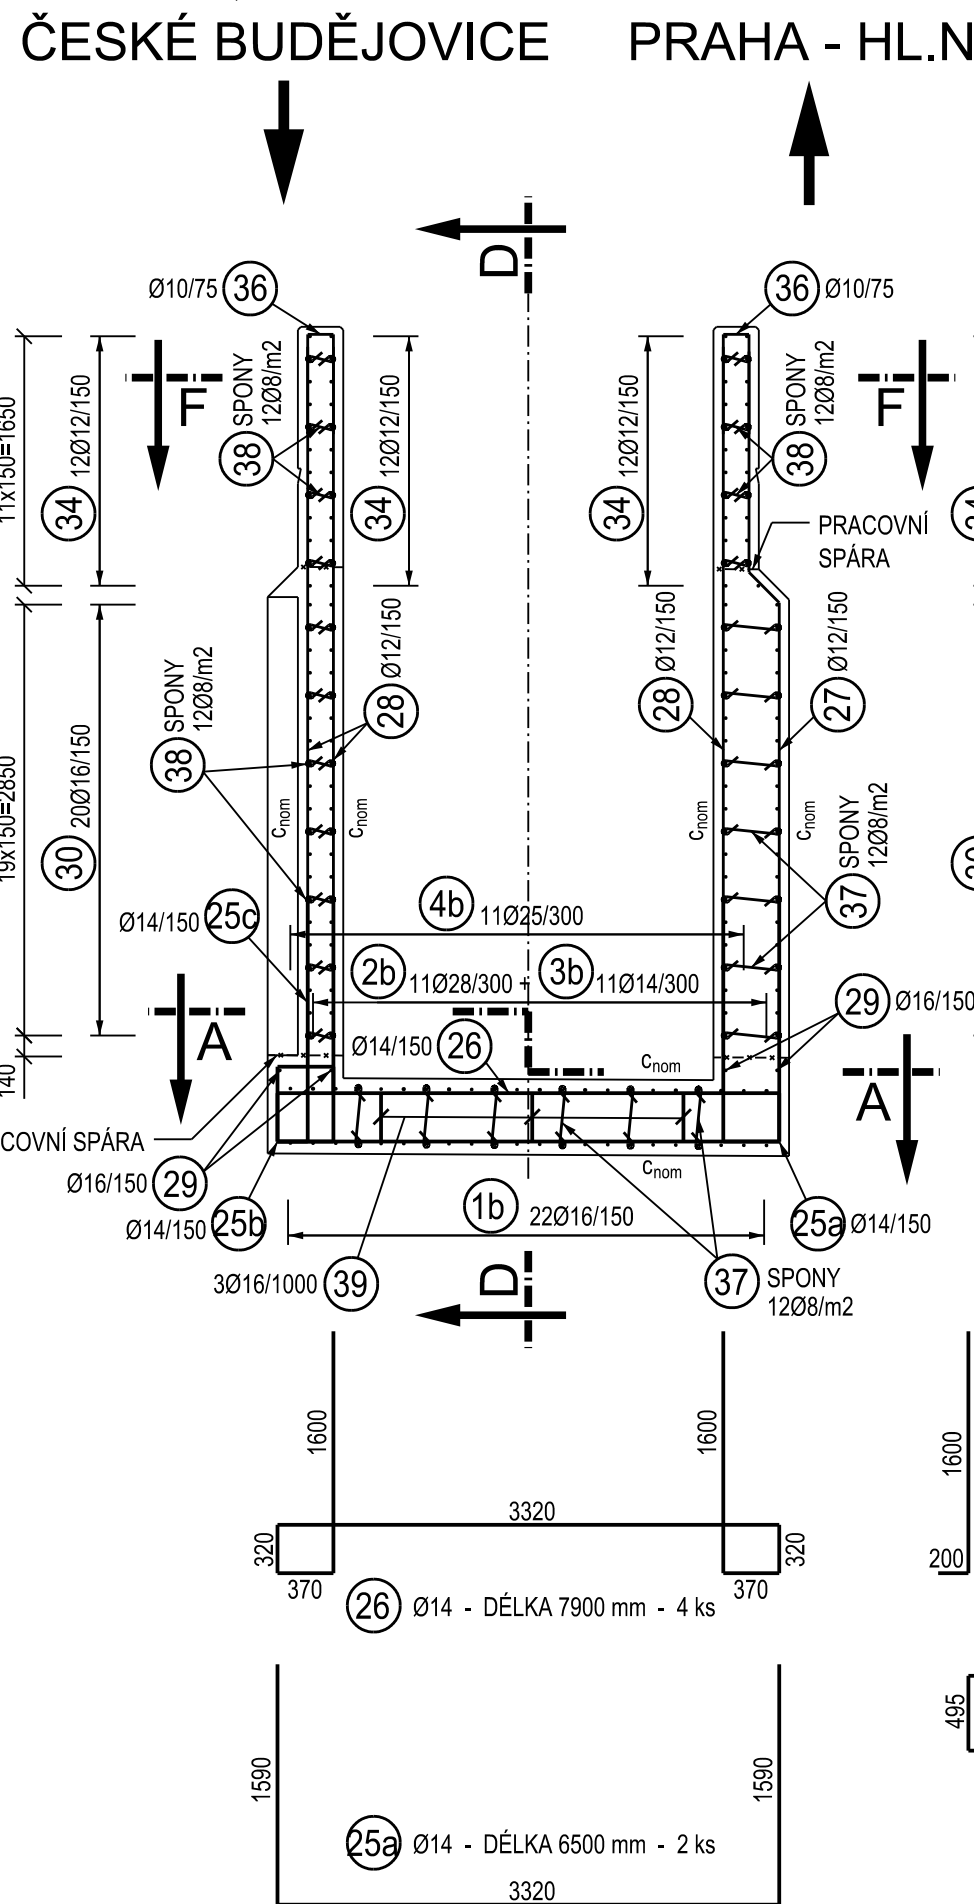 ČESKÉ BUDĚJOVICE PRAHA - HL.N
D
Ø10/75 36
36 Ø10/75
11x150=1650
34 12Ø12/150
F
38 SPONY
12Ø8/m2
34 12Ø12/150
34 12Ø12/150
38 SPONY
12Ø8/m2
F
PRACOVNÍ
SPÁRA
19x150=2850
30 20Ø16/150
38 SPONY
12Ø8/m2
28 Ø12/150
28 Ø12/150
27 Ø12/150
cnom
cnom
cnom
cnom
37 SPONY
12Ø8/m2
Ø14/150 25c
4b 11Ø25/300
2b 11Ø28/300 + 3b 11Ø14/300
29 Ø16/150
140
A
Ø14/150 26
cnom
A
COVNÍ SPÁRA
Ø16/150 29
cnom
Ø14/150 25b
1b 22Ø16/150
25a Ø14/150
3Ø16/1000 39
D
37 SPONY
12Ø8/m2
1600
1600
1600
3320
320
320
370
370
200
26 Ø14 - DÉLKA 7900 mm - 4 ks
495
1590
1590
25a Ø14 - DÉLKA 6500 mm - 2 ks
3320